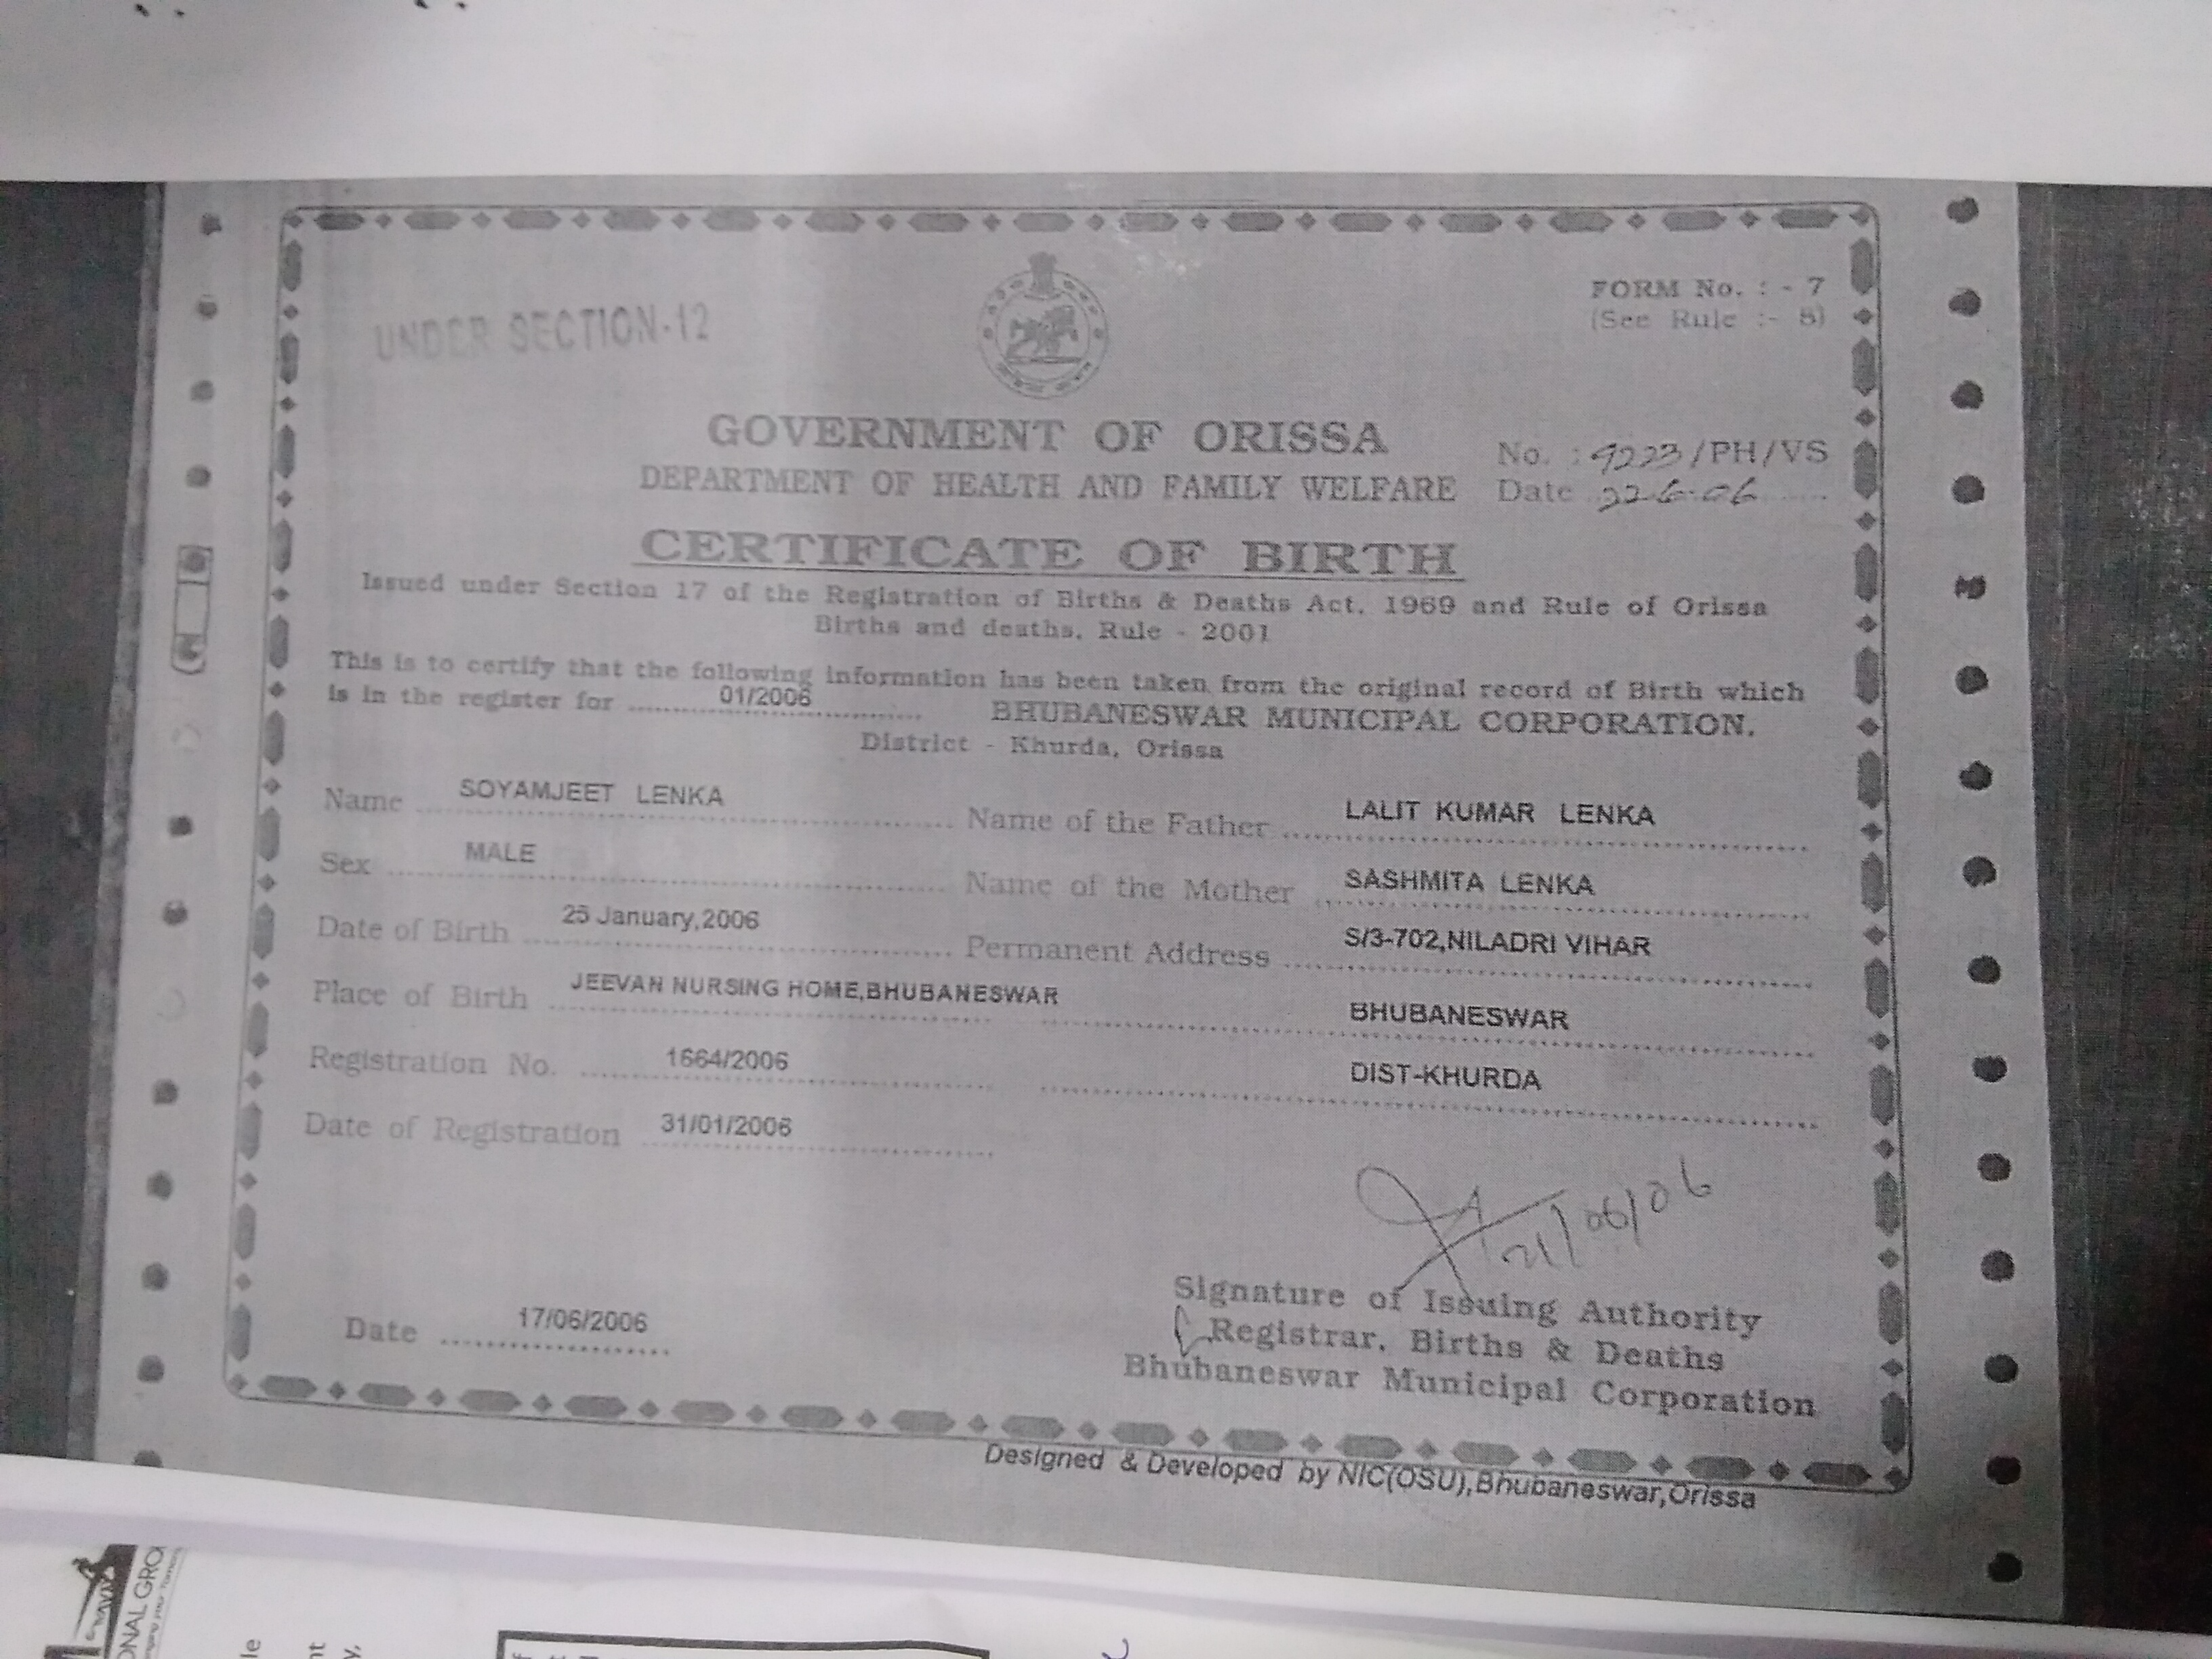 UNDER SECTION-12
FORM No. : - 7
(See Rule :- 8)
GOVERNMENT OF ORISSA
DEPARTMENT OF HEALTH AND FAMILY WELFARE
No. : 9223/PH/VS
Date 22-6-06
CERTIFICATE OF BIRTH
Issued under Section 17 of the Registration of Births & Deaths Act. 1969 and Rule of Orissa
Births and deaths, Rule - 2001
This is to certify that the following information has been taken from the original record of Birth which
is in the register for 01/2006 BHUBANESWAR MUNICIPAL CORPORATION.
District - Khurda, Orissa
Name SOYAMJEET LENKA Name of the Father LALIT KUMAR LENKA
Sex MALE Name of the Mother SASHMITA LENKA
Date of Birth 25 January,2006 Permanent Address S/3-702,NILADRI VIHAR
Place of Birth JEEVAN NURSING HOME,BHUBANESWAR BHUBANESWAR
Registration No. 1664/2006 DIST-KHURDA
Date of Registration 31/01/2006
21/06/06
Signature of Issuing Authority
Date 17/06/2006
Registrar, Births & Deaths
Bhubaneswar Municipal Corporation
Designed & Developed by NIC(OSU),Bhubaneswar,Orissa